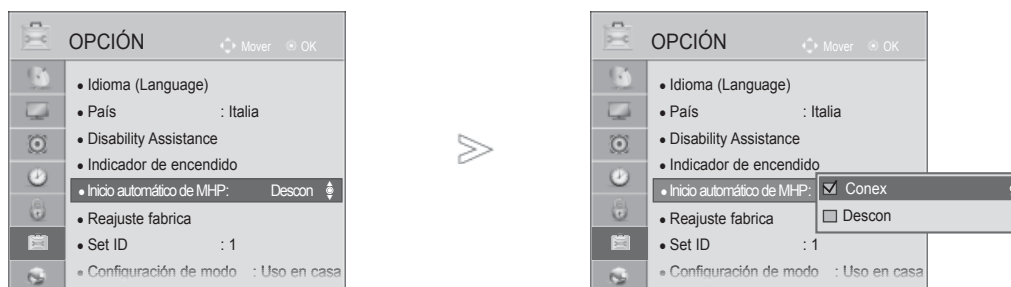 OPCIÓN
Mover OK
• Idioma (Language)
• País : Italia
• Disability Assistance
• Indicador de encendido
• Inicio automático de MHP: Descon
• Reajuste fabrica
• Set ID : 1
• Configuración de modo : Uso en casa
OPCIÓN
Mover OK
• Idioma (Language)
• País : Italia
• Disability Assistance
• Indicador de encendido
• Inicio automático de MHP:
Conex
Descon
• Reajuste fabrica
• Set ID : 1
• Configuración de modo : Uso en casa